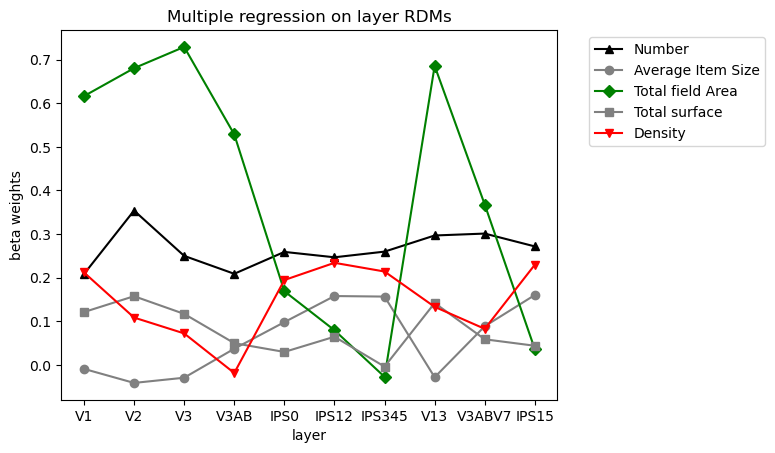 Multiple regression on layer RDMs
Number
Average Item Size
Total field Area
Total surface
Density
beta weights
0.7
0.6
0.5
0.4
0.3
0.2
0.1
0.0
V1 V2 V3 V3AB IPS0 IPS12 IPS345 V13 V3ABV7 IPS15
layer